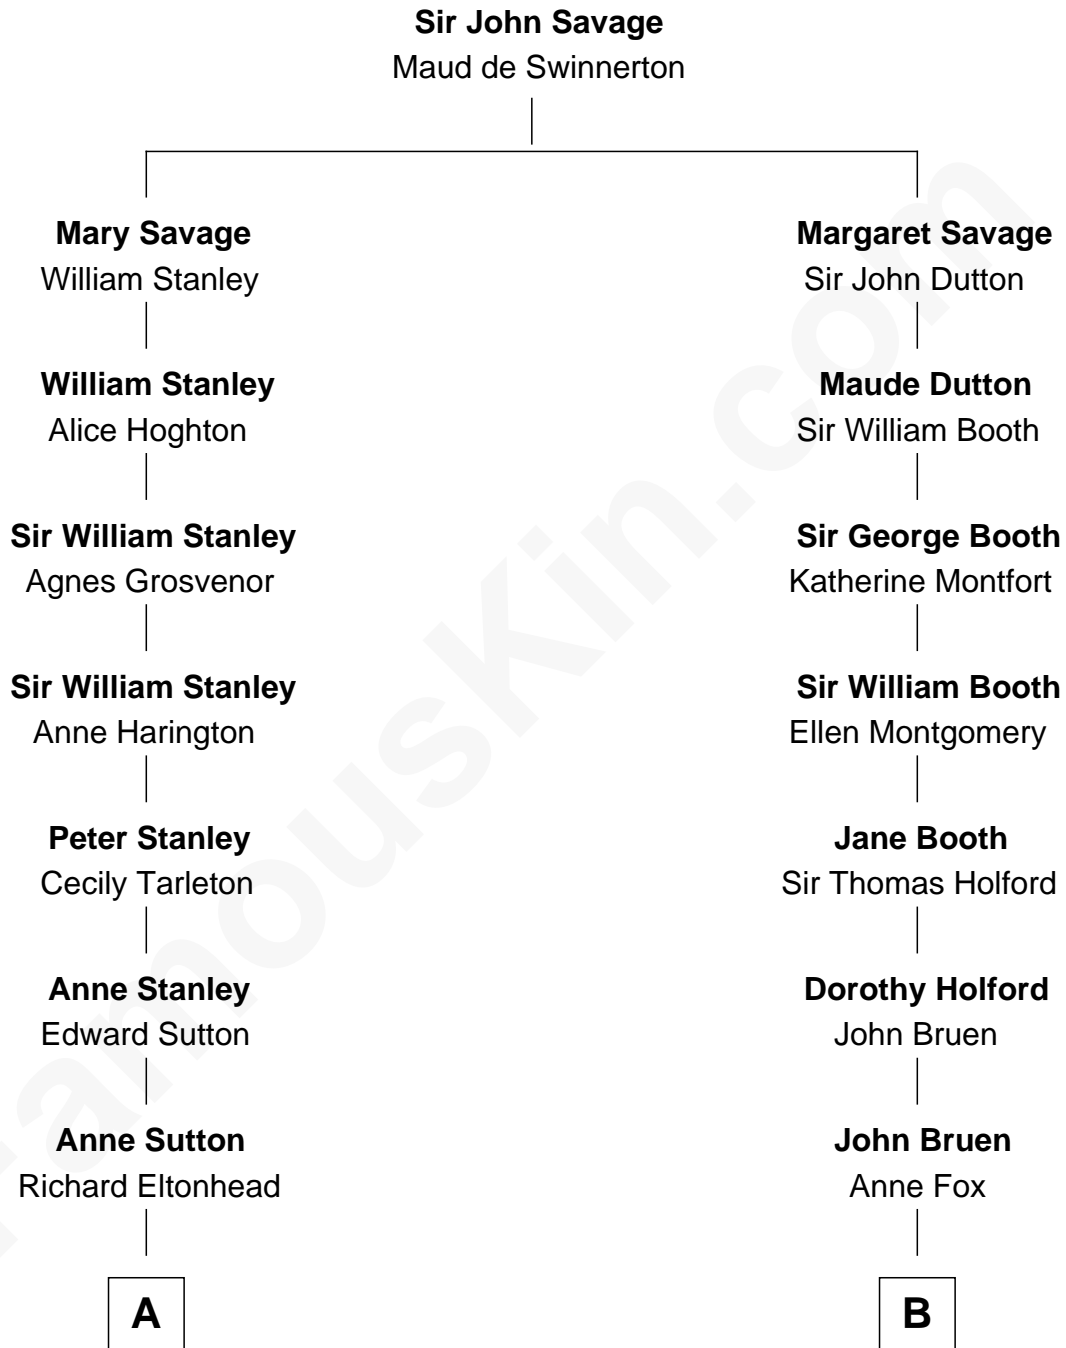 Sir John Savage
Maud de Swinnerton
Mary Savage
William Stanley
Margaret Savage
Sir John Dutton
William Stanley
Alice Hoghton
Maude Dutton
Sir William Booth
Sir William Stanley
Agnes Grosvenor
Sir George Booth
Katherine Montfort
Sir William Stanley
Anne Harington
Sir William Booth
Ellen Montgomery
Peter Stanley
Cecily Tarleton
Jane Booth
Sir Thomas Holford
Anne Stanley
Edward Sutton
Dorothy Holford
John Bruen
Anne Sutton
Richard Eltonhead
John Bruen
Anne Fox
A
B
FamousKin.com